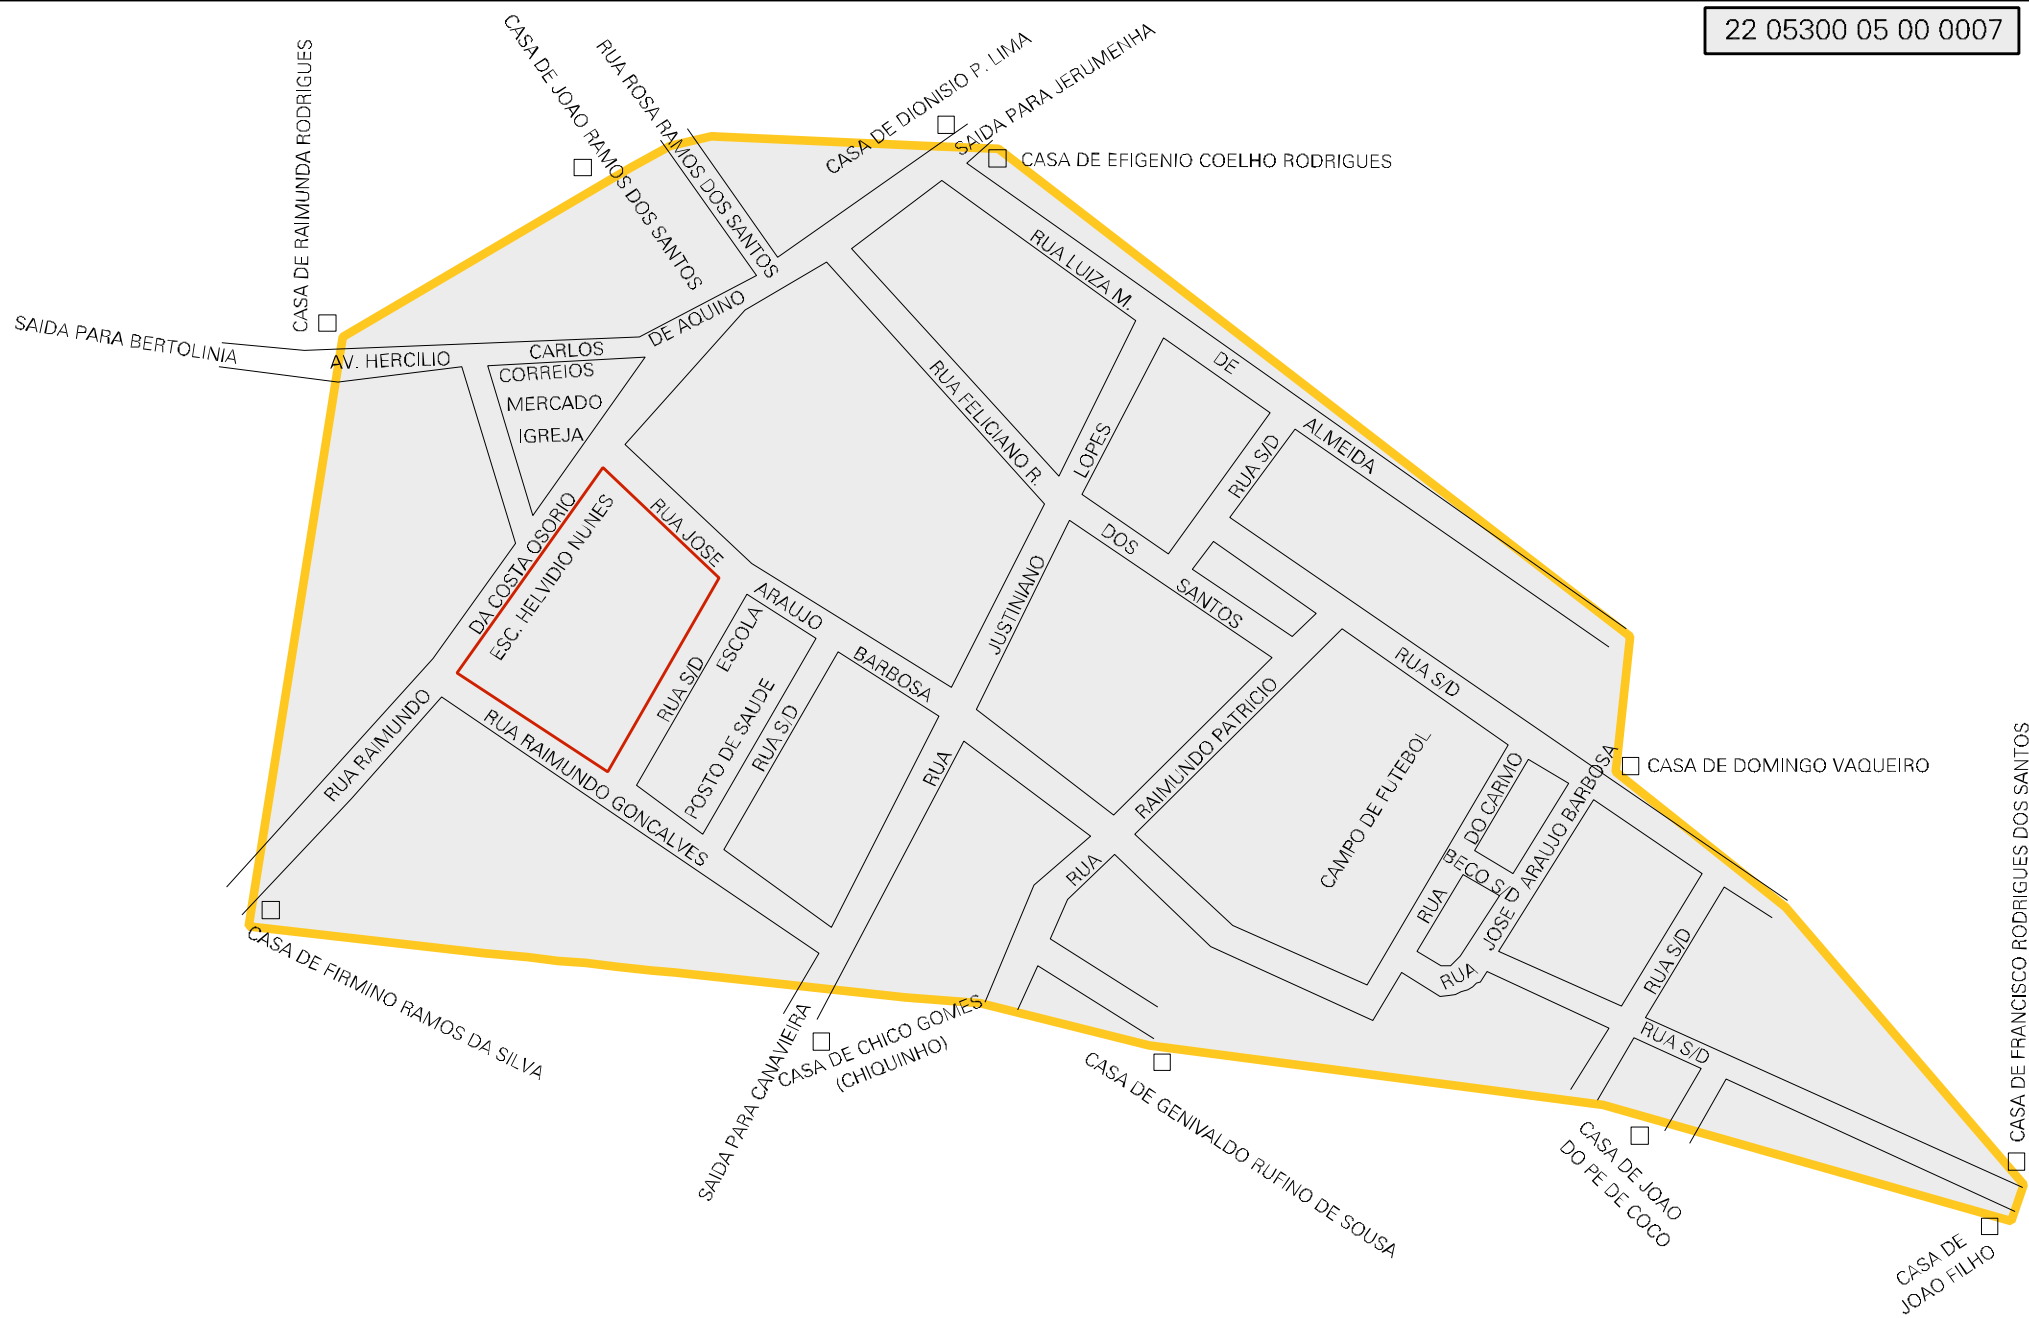 22 05300 05 00 0007
CASA DE JOAO RAMOS DOS SANTOS
RUA ROSA RAMOS DOS SANTOS
CASA DE DIONISIO P. LIMA
SAIDA PARA JERUMENHA
CASA DE RAIMUNDA RODRIGUES
CASA DE EFIGENIO COELHO RODRIGUES
SAIDA PARA BERTOLINIA
AV. HERCILIO
CARLOS
DE AQUINO
CORREIOS
MERCADO
IGREJA
RUA LUIZA M.
DE
ALMEIDA
RUA FELICIANO R.
LOPES
RUA S/D
DOS
SANTOS
DA COSTA OSORIO
ESC. HELVIDIO NUNES
RUA JOSE
ARAUJO
BARBOSA
JUSTINIANO
ESCOLA
RUA S/D
POSTO DE SAUDE
RUA S/D
RUA RAIMUNDO
RUA RAIMUNDO GONCALVES
RUA
RAIMUNDO PATRICIO
RUA
RUA S/D
CAMPO DE FUTEBOL
DO CARMO
BECO S/D
RUA
ARAUJO BARBOSA
JOSE
RUA
CASA DE DOMINGO VAQUEIRO
RUA S/D
RUA S/D
CASA DE FRANCISCO RODRIGUES DOS SANTOS
CASA DE FIRMINO RAMOS DA SILVA
SAIDA PARA CANAVIEIRA
CASA DE CHICO GOMES
(CHIQUINHO)
CASA DE GENIVALDO RUFINO DE SOUSA
CASA DE JOAO
DO PE DE COCO
CASA DE
JOAO FILHO